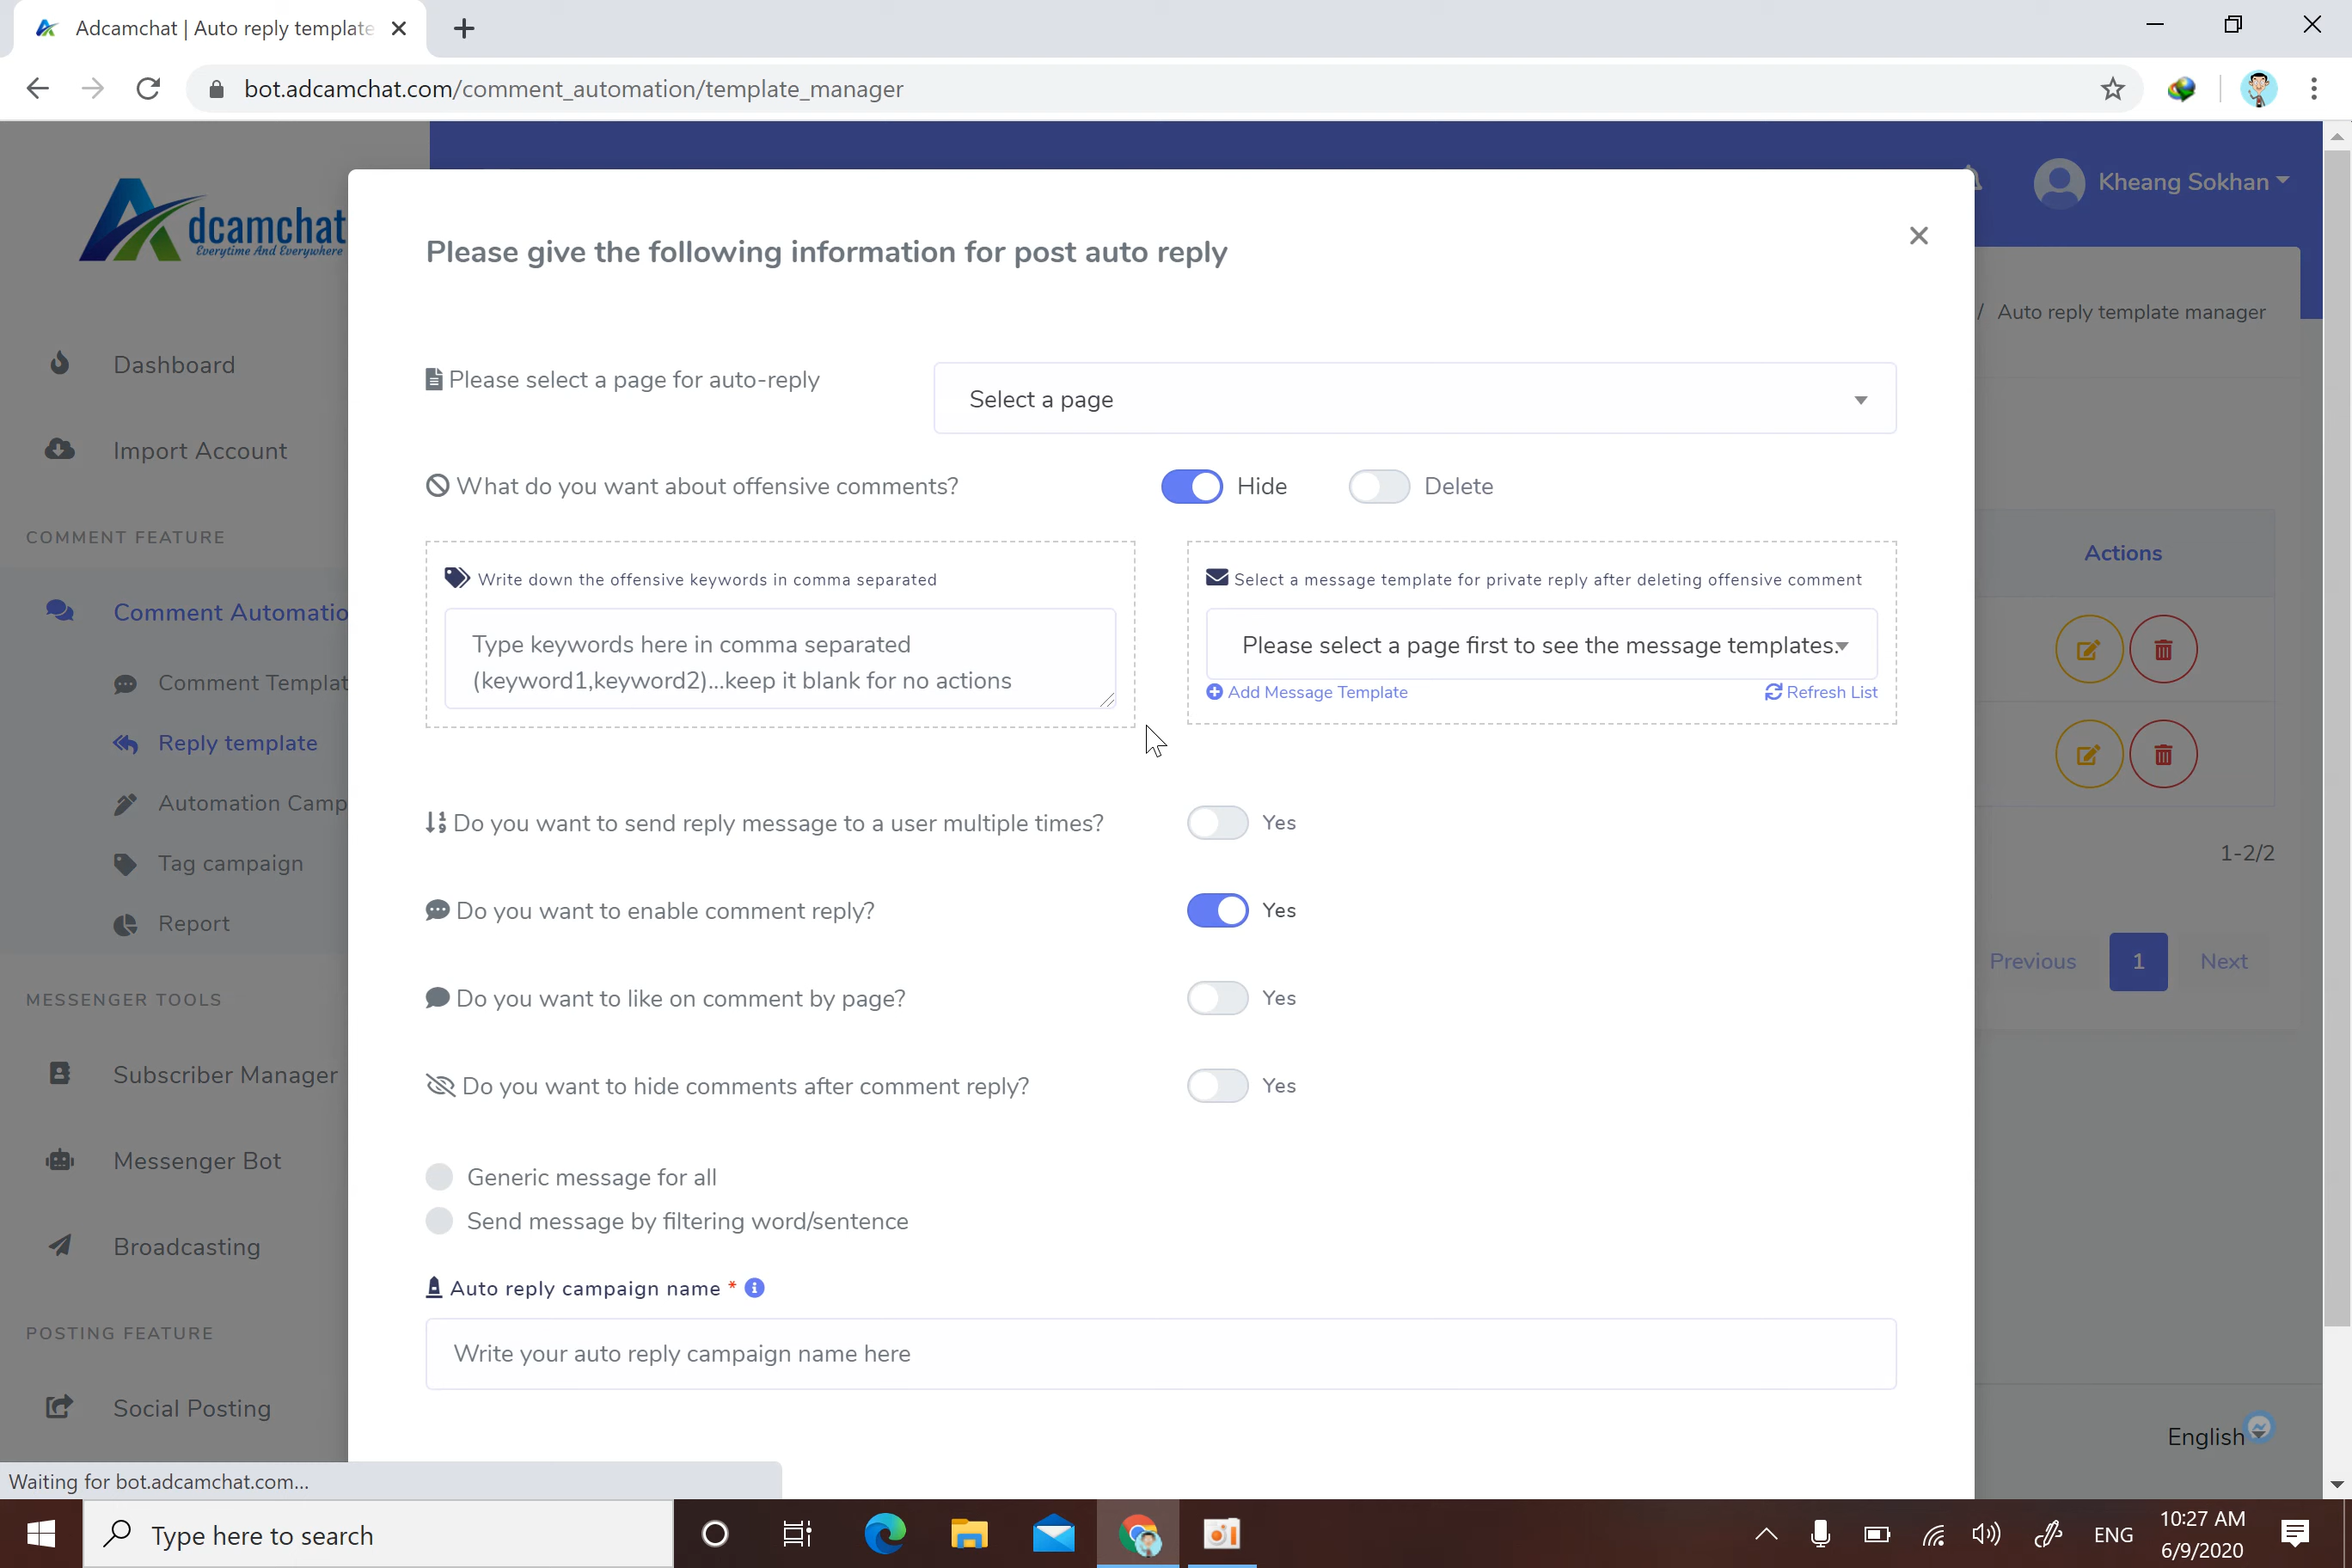 Adcamchat | Auto reply template
bot.adcamchat.com/comment_automation/template_manager
dcamchat
Everytime And Everywhere
Kheang Sokhan
/ Auto reply template manager
Dashboard
Import Account
COMMENT FEATURE
Comment Automatio
Comment Templat
Reply template
Automation Camp
Tag campaign
Report
MESSENGER TOOLS
Subscriber Manager
Messenger Bot
Broadcasting
POSTING FEATURE
Social Posting
Please give the following information for post auto reply
Please select a page for auto-reply
Select a page
What do you want about offensive comments?
Hide
Delete
Write down the offensive keywords in comma separated
Type keywords here in comma separated
(keyword1,keyword2)...keep it blank for no actions
Select a message template for private reply after deleting offensive comment
Please select a page first to see the message templates.
Add Message Template
Refresh List
Do you want to send reply message to a user multiple times?
Yes
Do you want to enable comment reply?
Yes
Do you want to like on comment by page?
Yes
Do you want to hide comments after comment reply?
Yes
Generic message for all
Send message by filtering word/sentence
Auto reply campaign name *
Write your auto reply campaign name here
Actions
1-2/2
Previous
1
Next
English
Waiting for bot.adcamchat.com...
Type here to search
ENG
10:27 AM
6/9/2020